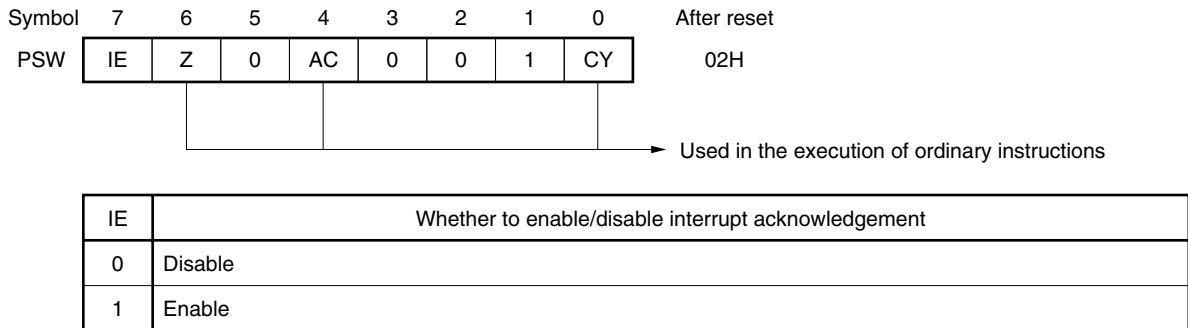 Symbol 7 6 5 4 3 2 1 0 After reset
PSW IE Z 0 AC 0 0 1 CY 02H
Used in the execution of ordinary instructions
IE Whether to enable/disable interrupt acknowledgement
0 Disable
1 Enable